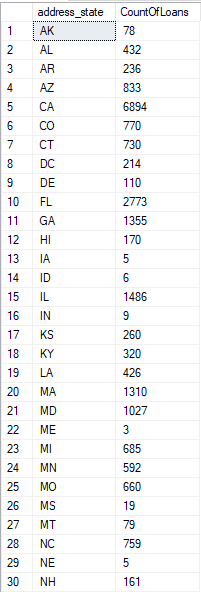 address_state CountOfLoans
1 AK 78
2 AL 432
3 AR 236
4 AZ 833
5 CA 6894
6 CO 770
7 CT 730
8 DC 214
9 DE 110
10 FL 2773
11 GA 1355
12 HI 170
13 IA 5
14 ID 6
15 IL 1486
16 IN 9
17 KS 260
18 KY 320
19 LA 426
20 MA 1310
21 MD 1027
22 ME 3
23 MI 685
24 MN 592
25 MO 660
26 MS 19
27 MT 79
28 NC 759
29 NE 5
30 NH 161